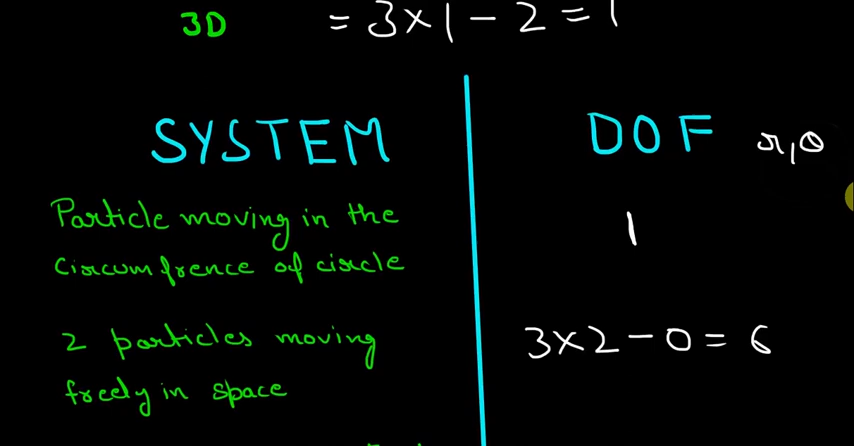 3D = 3×1-2=1
SYSTEM DOF r,θ
Particle moving in the
Circumfrence of circle 1
2 particles moving 3×2-0=6
freely in space